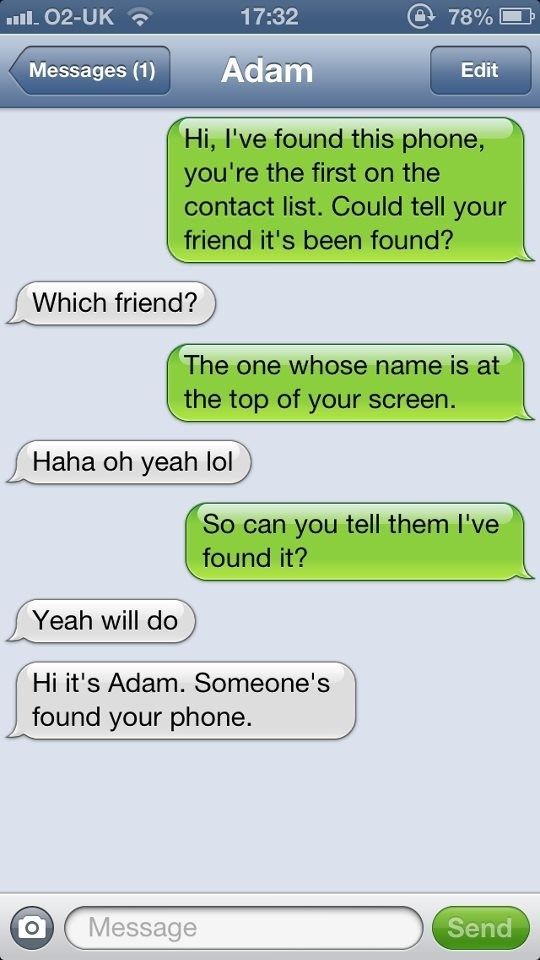 O2-UK 17:32 78%
Messages (1) Adam Edit
Hi, I've found this phone,
you're the first on the
contact list. Could tell your
friend it's been found?
Which friend?
The one whose name is at
the top of your screen.
Haha oh yeah lol
So can you tell them I've
found it?
Yeah will do
Hi it's Adam. Someone's
found your phone.
Message Send